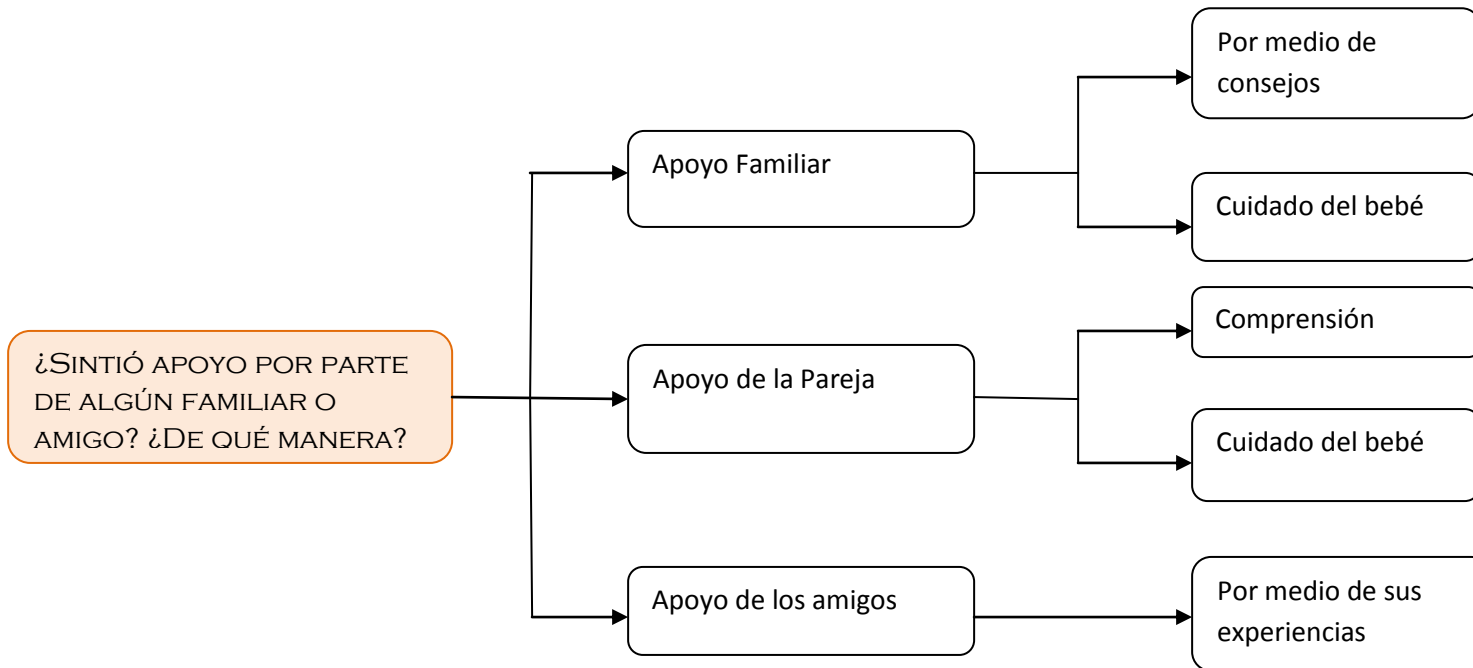 ¿Sintió apoyo por parte
de algún familiar o
amigo? ¿De qué manera?
Apoyo Familiar
Por medio de
consejos
Cuidado del bebé
Apoyo de la Pareja
Comprensión
Cuidado del bebé
Apoyo de los amigos
Por medio de sus
experiencias